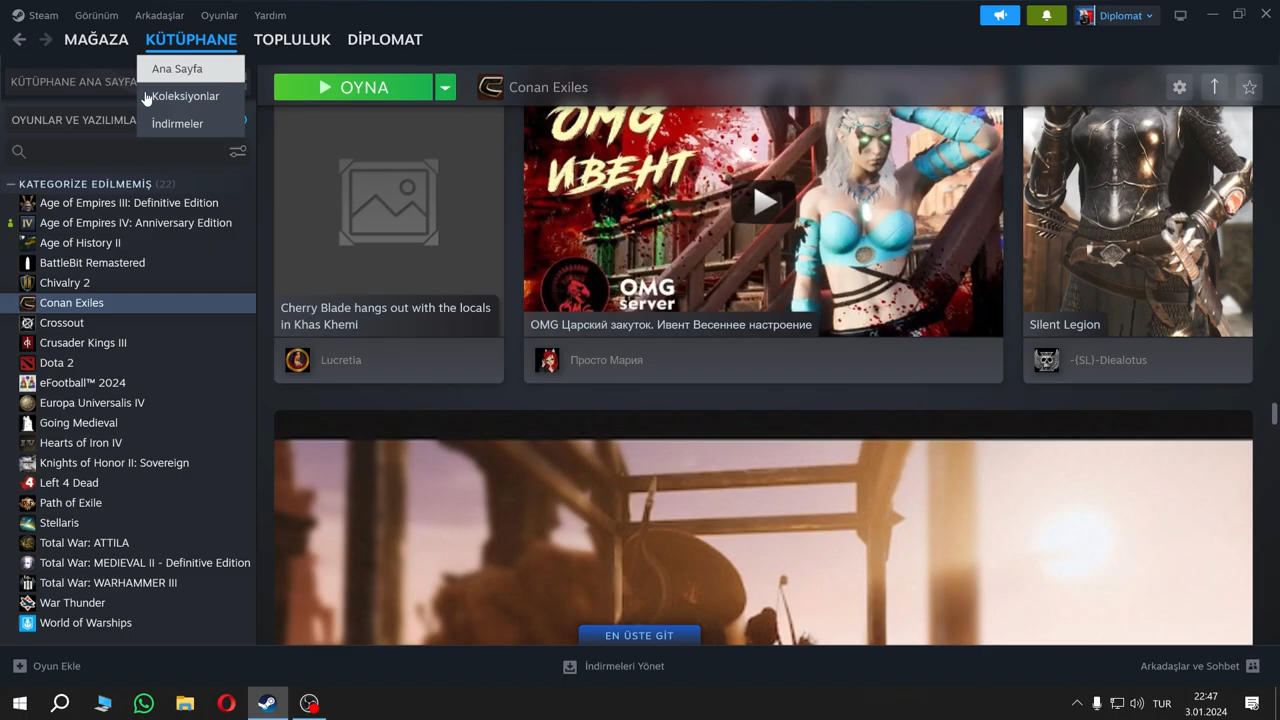 Steam Görünüm Arkadaşlar Oyunlar Yardım
Diplomat
MAĞAZA KÜTÜPHANE TOPLULUK DİPLOMAT
Ana Sayfa
Koleksiyonlar
İndirmeler
KÜTÜPHANE ANA SAYFA
OYUNLAR VE YAZILIMLA
KATEGORİZE EDİLMEMİŞ (22)
Age of Empires III: Definitive Edition
Age of Empires IV: Anniversary Edition
Age of History II
BattleBit Remastered
Chivalry 2
Conan Exiles
Crossout
Crusader Kings III
Dota 2
eFootball™ 2024
Europa Universalis IV
Going Medieval
Hearts of Iron IV
Knights of Honor II: Sovereign
Left 4 Dead
Path of Exile
Stellaris
Total War: ATTILA
Total War: MEDIEVAL II - Definitive Edition
Total War: WARHAMMER III
War Thunder
World of Warships
OYNA
Conan Exiles
Cherry Blade hangs out with the locals
in Khas Khemi
Lucretia
OMG
ИВЕНТ
OMG
server
OMG Царский закуток. Ивент Весеннее настроение
Просто Мария
Silent Legion
-{SL}-Diealotus
EN ÜSTE GİT
Oyun Ekle
İndirmeleri Yönet
Arkadaşlar ve Sohbet
TUR
22:47
3.01.2024